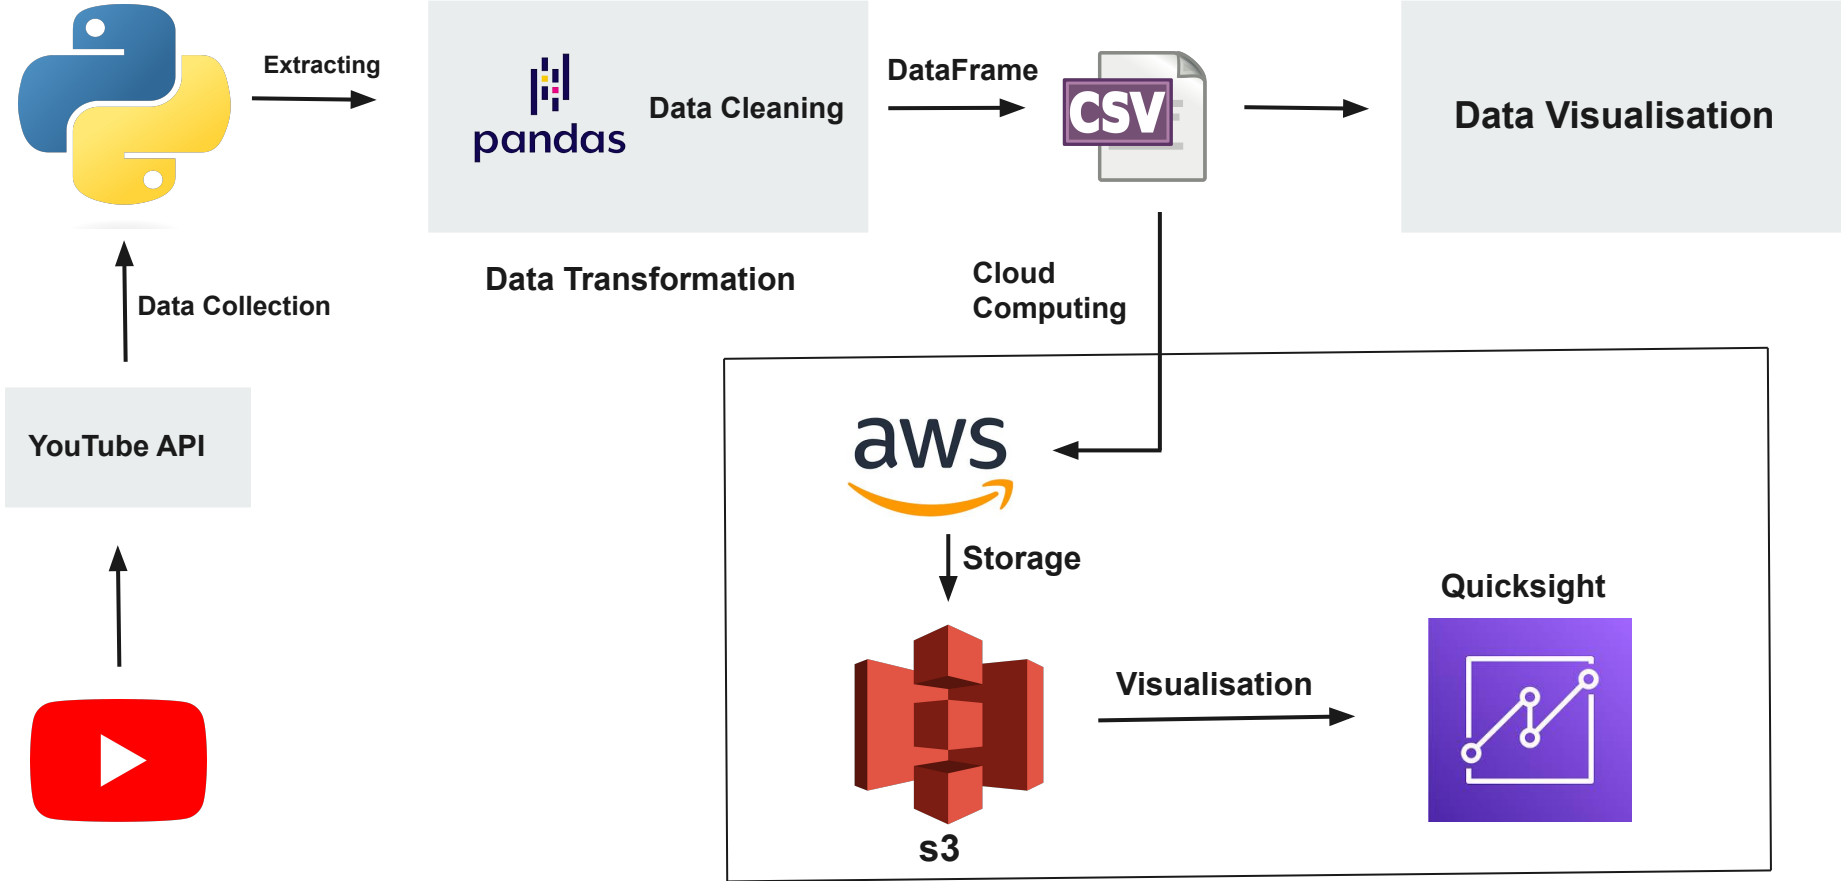 Extracting
pandas
Data Cleaning
DataFrame
CSV
Data Visualisation
Data Transformation
Data Collection
Cloud
Computing
YouTube API
aws
Storage
Quicksight
Visualisation
s3